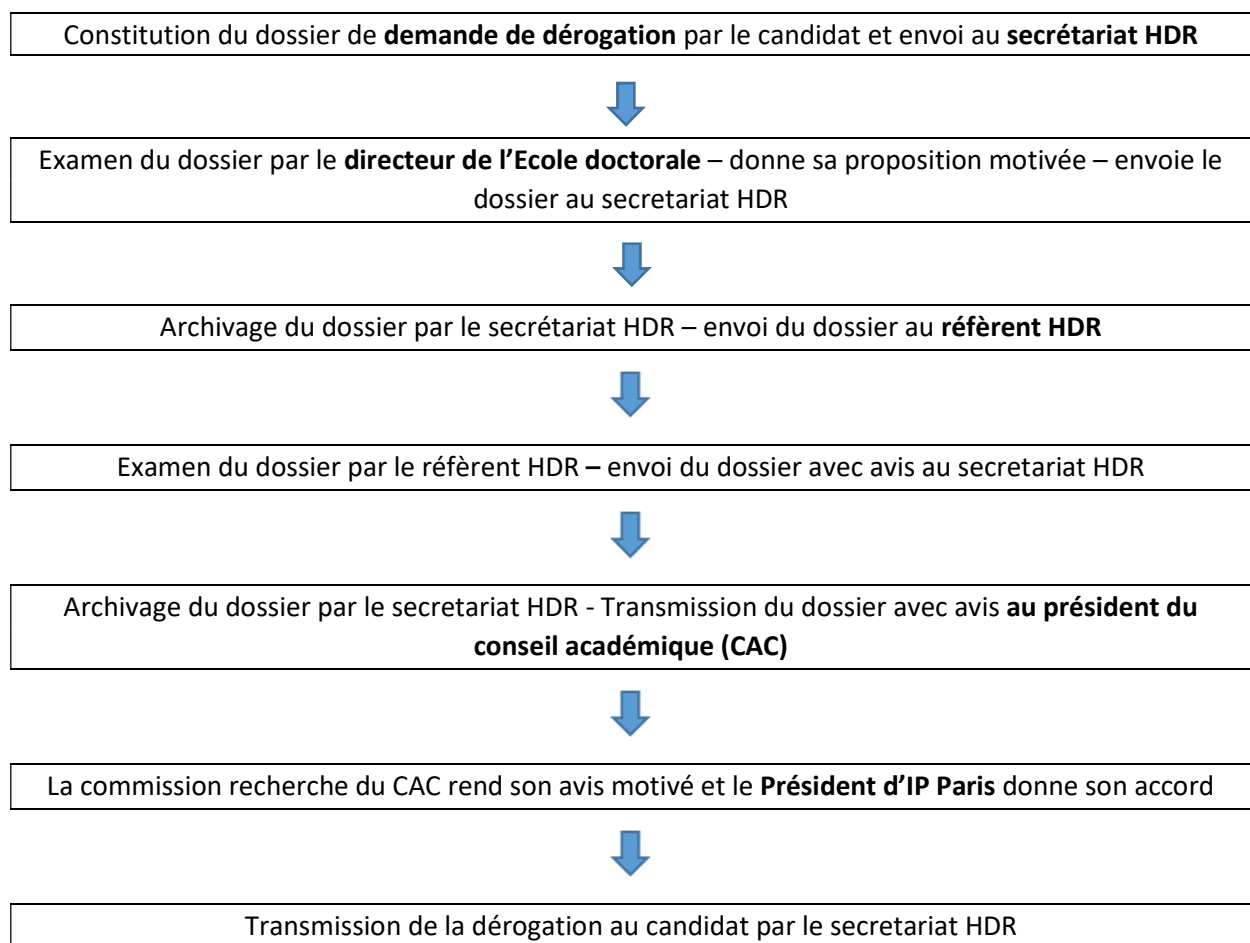 Constitution du dossier de demande de dérogation par le candidat et envoi au secrétariat HDR
Examen du dossier par le directeur de l’Ecole doctorale – donne sa proposition motivée – envoie le
dossier au secretariat HDR
Archivage du dossier par le secrétariat HDR – envoi du dossier au réfèrent HDR
Examen du dossier par le réfèrent HDR – envoi du dossier avec avis au secretariat HDR
Archivage du dossier par le secretariat HDR - Transmission du dossier avec avis au président du
conseil académique (CAC)
La commission recherche du CAC rend son avis motivé et le Président d’IP Paris donne son accord
Transmission de la dérogation au candidat par le secretariat HDR